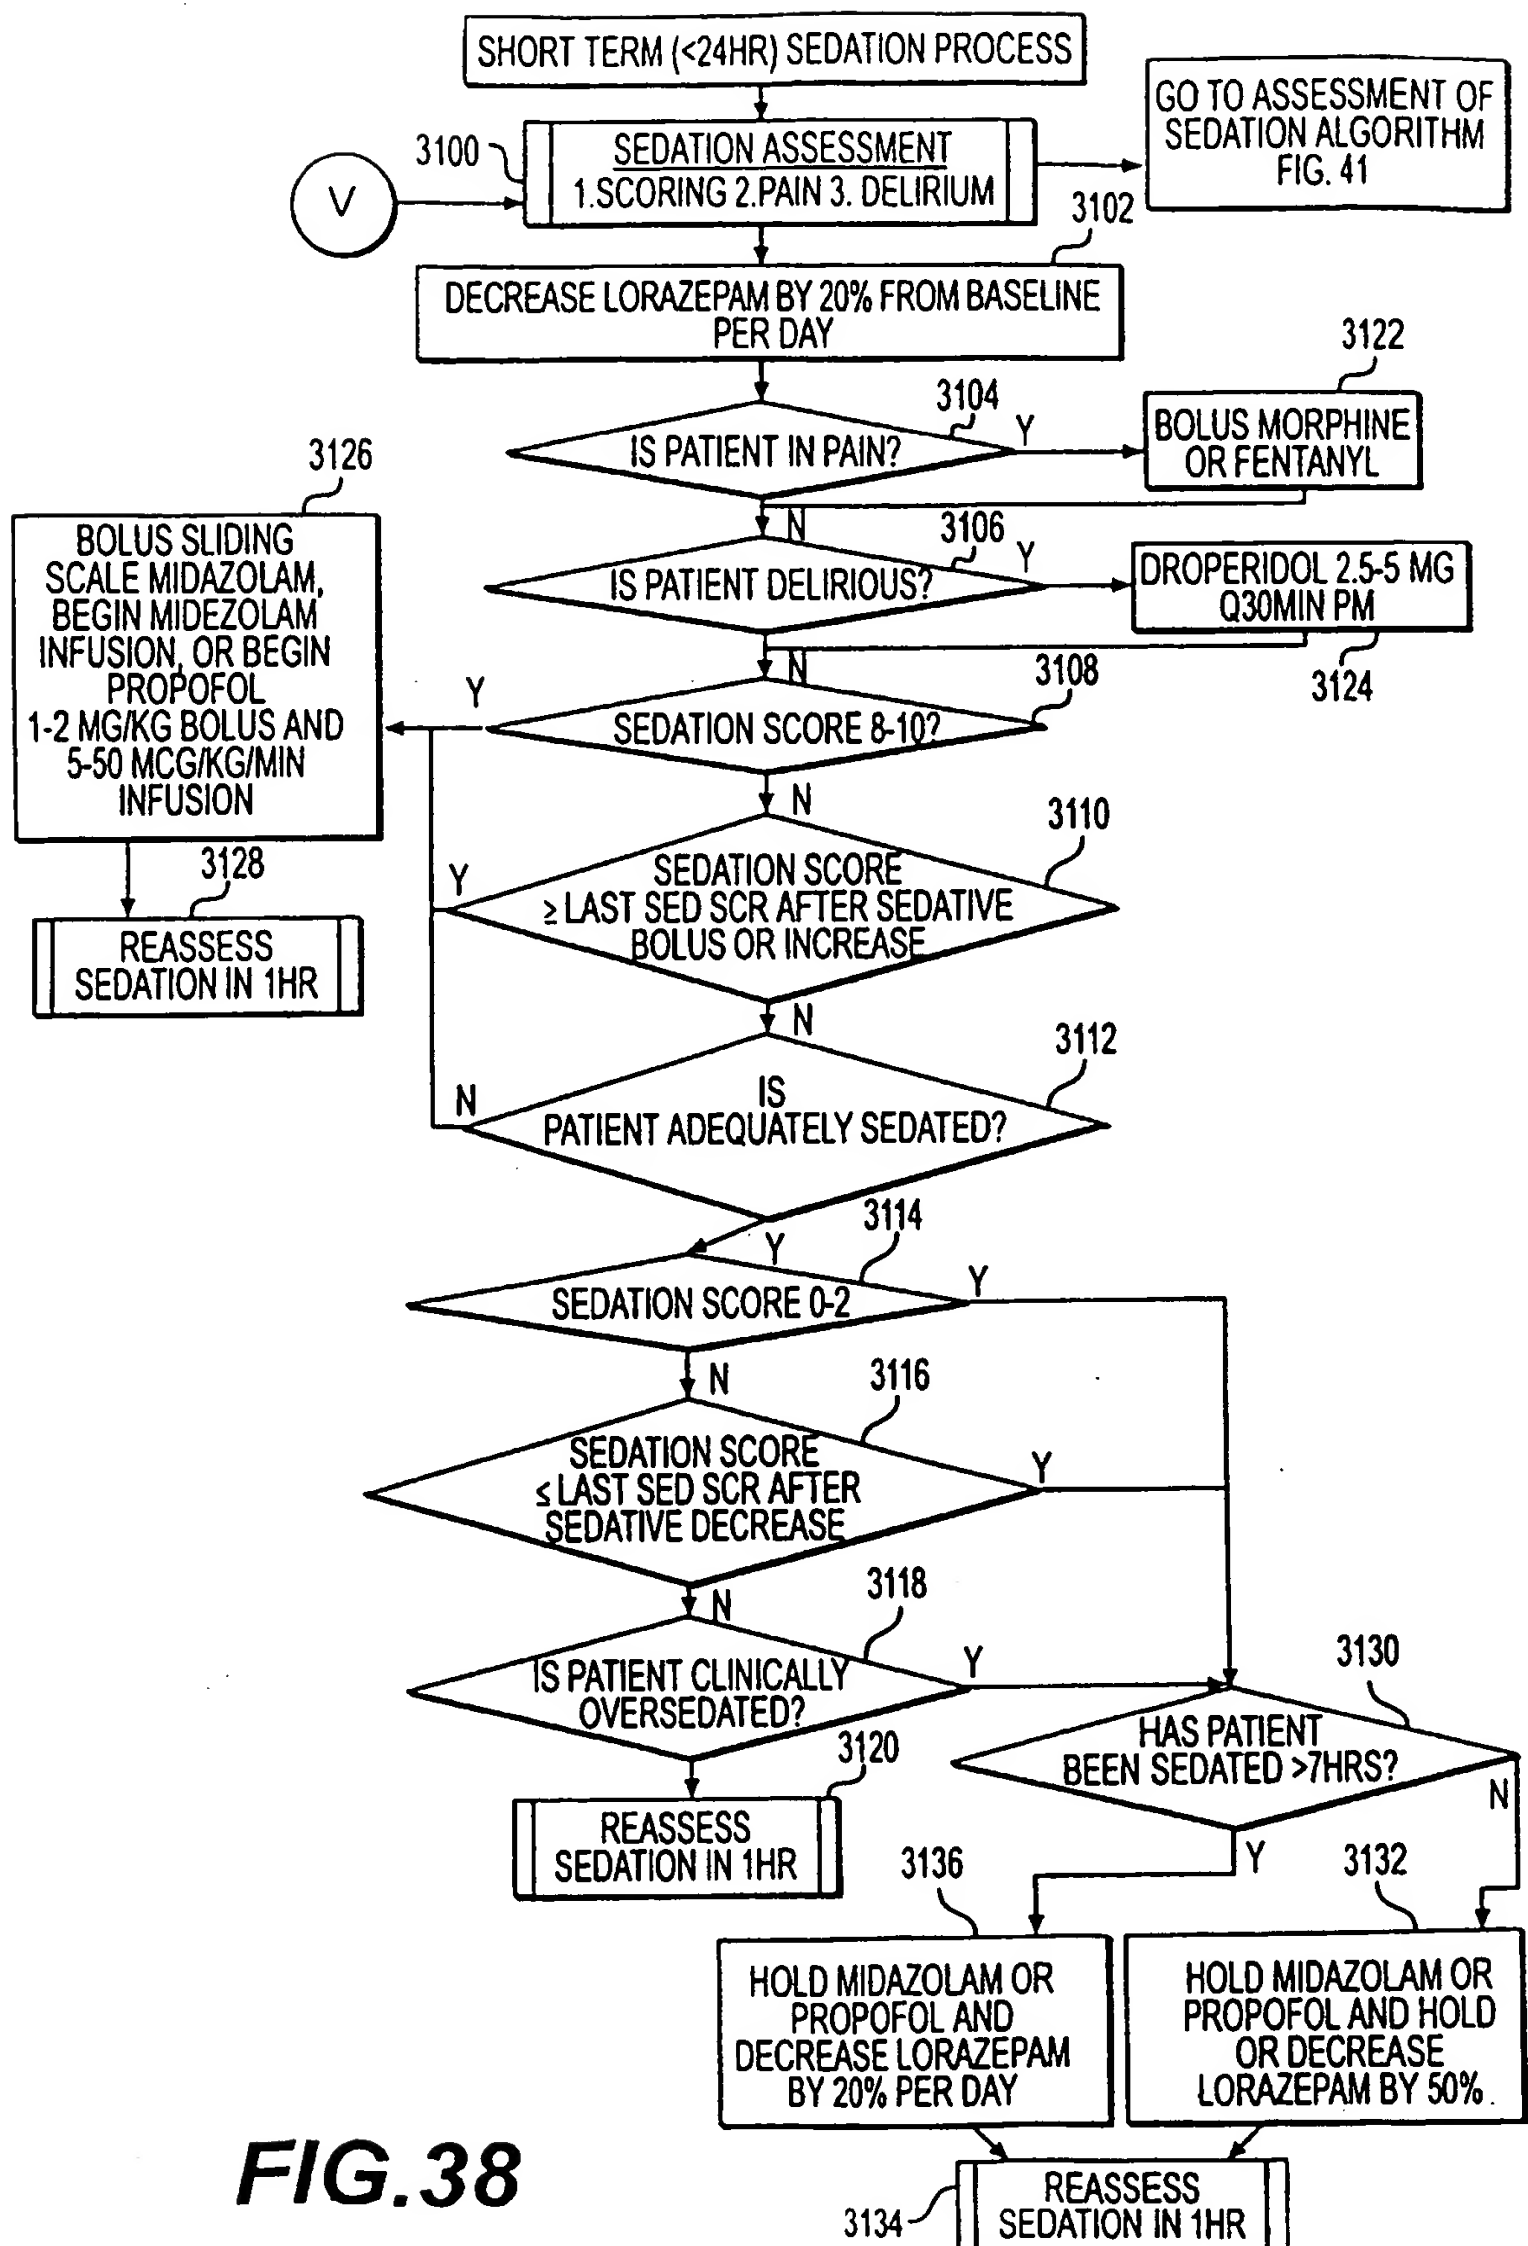 SHORT TERM (<24HR) SEDATION PROCESS
GO TO ASSESSMENT OF
SEDATION ALGORITHM
FIG. 41
3100
SEDATION ASSESSMENT
1.SCORING 2.PAIN 3. DELIRIUM
V
3102
DECREASE LORAZEPAM BY 20% FROM BASELINE
PER DAY
3104
IS PATIENT IN PAIN?
Y
3122
BOLUS MORPHINE
OR FENTANYL
N
3106
IS PATIENT DELIRIOUS?
Y
DROPERIDOL 2.5-5 MG
Q30MIN PM
3124
N
3108
SEDATION SCORE 8-10?
Y
3126
BOLUS SLIDING
SCALE MIDAZOLAM,
BEGIN MIDEZOLAM
INFUSION, OR BEGIN
PROPOFOL
1-2 MG/KG BOLUS AND
5-50 MCG/KG/MIN
INFUSION
3128
REASSESS
SEDATION IN 1HR
N
3110
Y
SEDATION SCORE
≥ LAST SED SCR AFTER SEDATIVE
BOLUS OR INCREASE
N
3112
N
IS
PATIENT ADEQUATELY SEDATED?
Y
3114
SEDATION SCORE 0-2
Y
N
3116
SEDATION SCORE
≤ LAST SED SCR AFTER
SEDATIVE DECREASE
Y
N
3118
IS PATIENT CLINICALLY
OVERSEDATED?
Y
3120
REASSESS
SEDATION IN 1HR
3130
HAS PATIENT
BEEN SEDATED >7HRS?
N
Y
3136
HOLD MIDAZOLAM OR
PROPOFOL AND
DECREASE LORAZEPAM
BY 20% PER DAY
3132
HOLD MIDAZOLAM OR
PROPOFOL AND HOLD
OR DECREASE
LORAZEPAM BY 50%.
3134
REASSESS
SEDATION IN 1HR
FIG.38